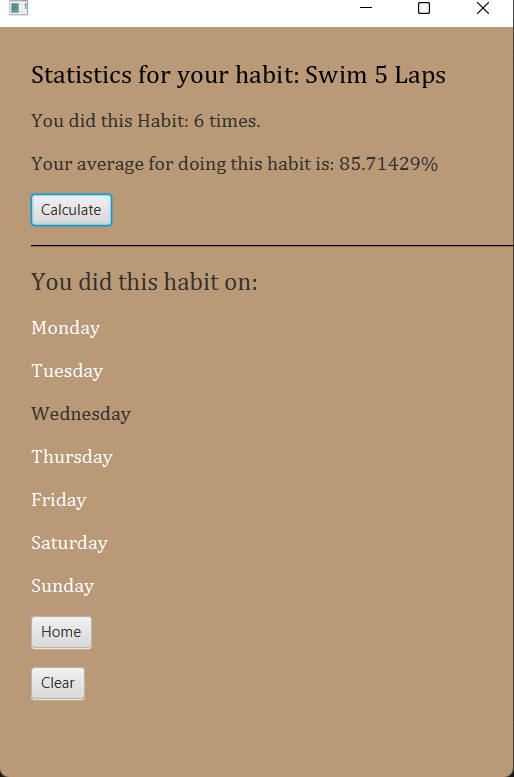 Statistics for your habit: Swim 5 Laps
You did this Habit: 6 times.
Your average for doing this habit is: 85.71429%
Calculate
You did this habit on:
Monday
Tuesday
Wednesday
Thursday
Friday
Saturday
Sunday
Home
Clear